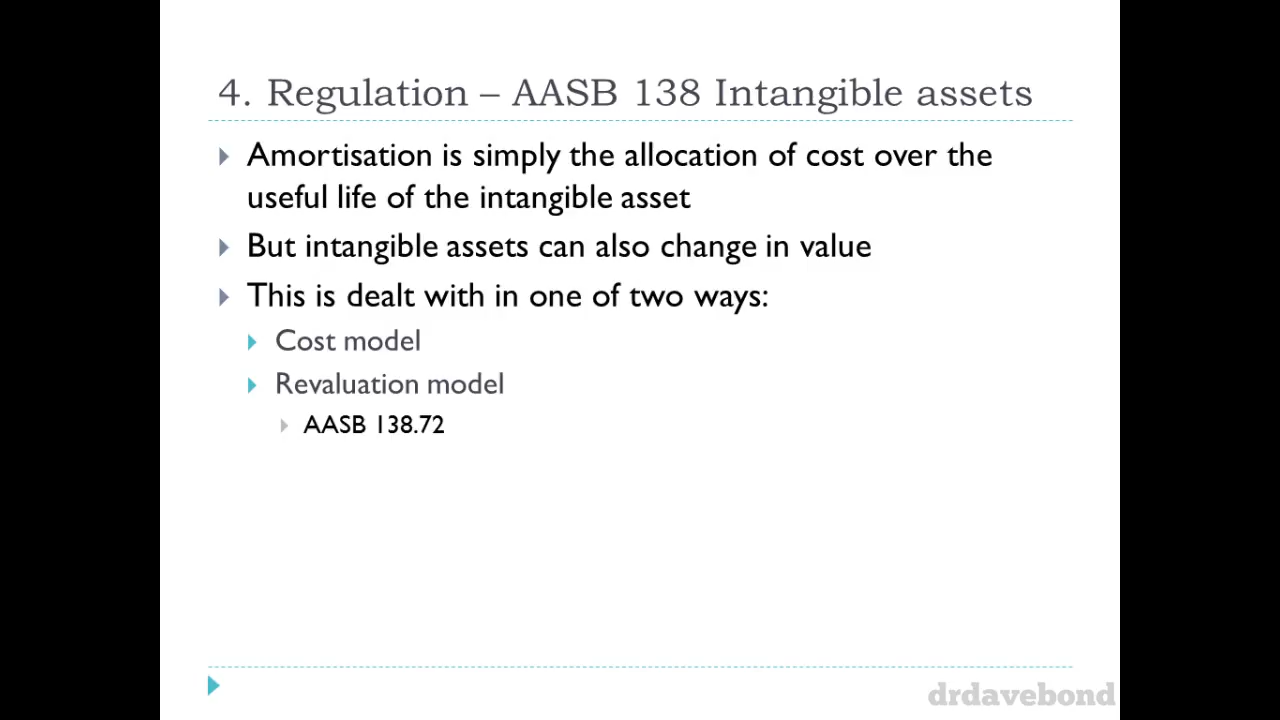 4. Regulation – AASB 138 Intangible assets
Amortisation is simply the allocation of cost over the
useful life of the intangible asset
But intangible assets can also change in value
This is dealt with in one of two ways:
Cost model
Revaluation model
AASB 138.72
drdavebond